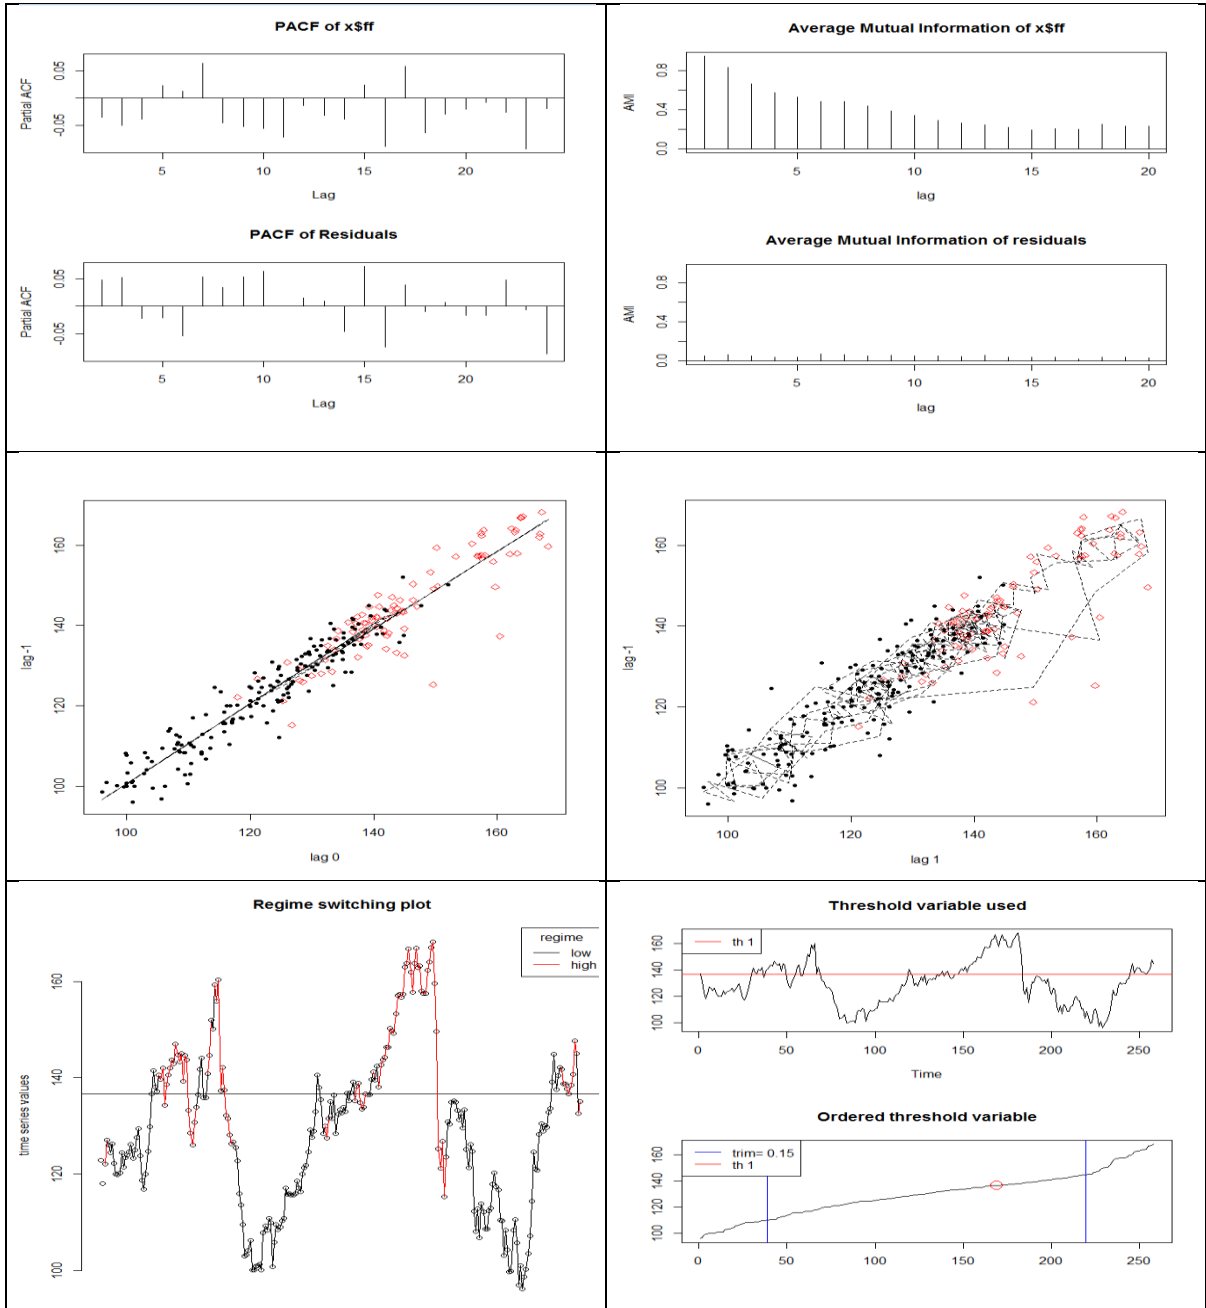 PACF of x$ff
Partial ACF
0.05
-0.05
5 10 15 20
Lag
PACF of Residuals
Partial ACF
0.05
-0.05
5 10 15 20
Lag
Average Mutual Information of x$ff
AMI
0.8
0.4
0.0
5 10 15 20
lag
Average Mutual Information of residuals
AMI
0.8
0.4
0.0
5 10 15 20
lag
lag -1
160
140
120
100
100 120 140 160
lag 0
lag-1
160
140
120
100
100 120 140 160
lag 1
Regime switching plot
regime
low
high
time series values
160
140
120
100
Threshold variable used
th 1
160
140
120
100
0 50 100 150 200 250
Time
Ordered threshold variable
trim= 0.15
th 1
160
140
120
100
0 50 100 150 200 250